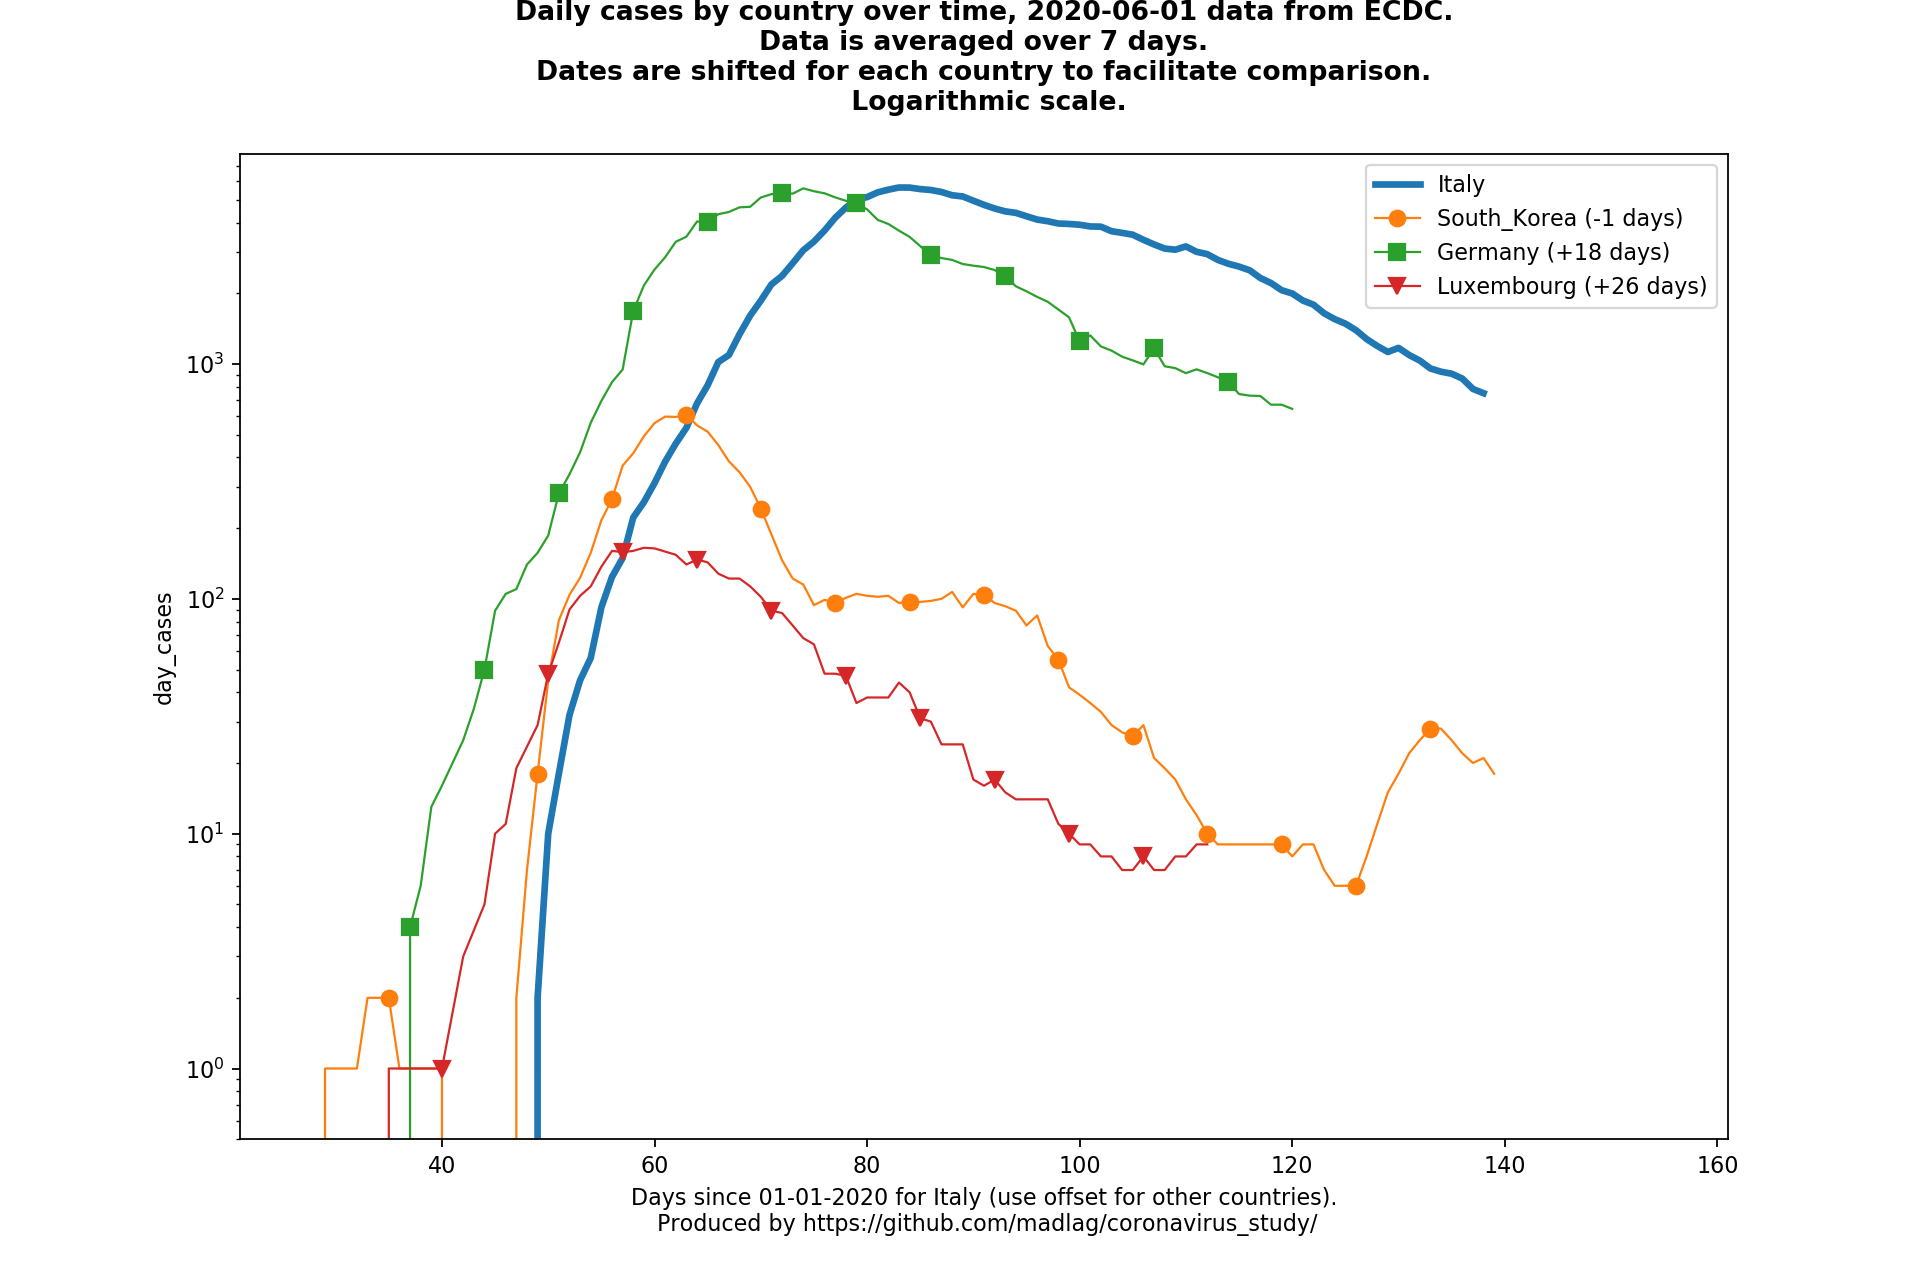 Daily cases by country over time, 2020-06-01 data from ECDC.
Data is averaged over 7 days.
Dates are shifted for each country to facilitate comparison.
Logarithmic scale.
Italy
South_Korea (-1 days)
Germany (+18 days)
Luxembourg (+26 days)
day_cases
10³
10²
10¹
10⁰
40 60 80 100 120 140 160
Days since 01-01-2020 for Italy (use offset for other countries).
Produced by https://github.com/madlag/coronavirus_study/